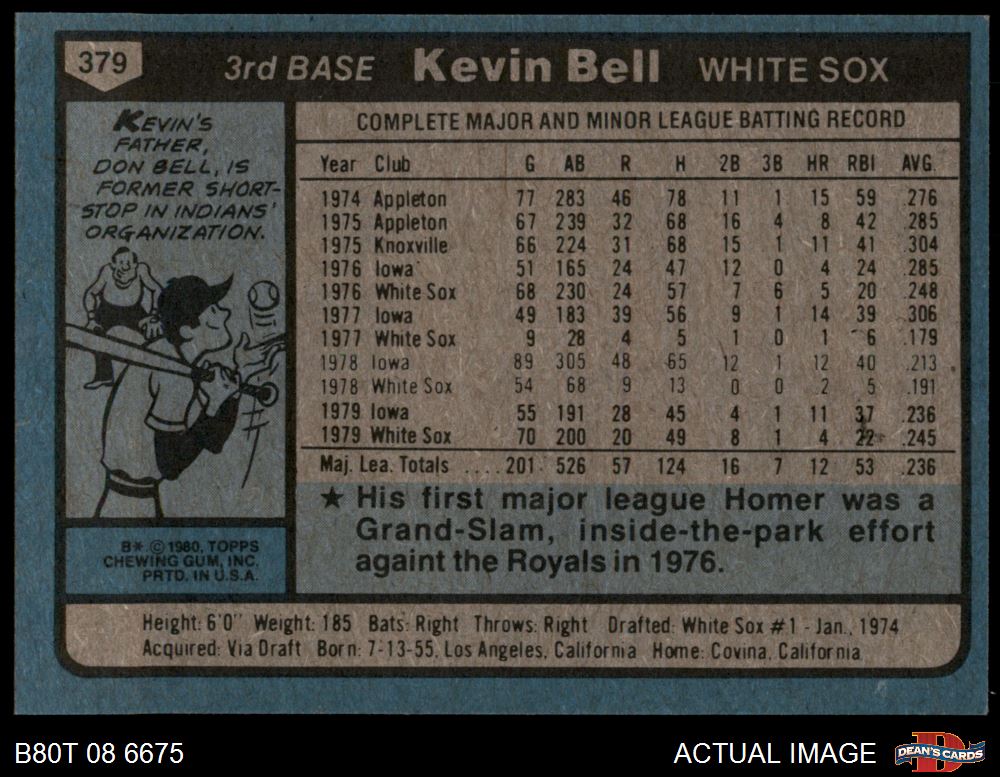 379
3rd BASE Kevin Bell WHITE SOX
KEVIN'S
FATHER,
DON BELL, IS
FORMER SHORT-
STOP IN INDIANS'
ORGANIZATION.
COMPLETE MAJOR AND MINOR LEAGUE BATTING RECORD
Year Club G AB R H 2B 3B HR RBI AVG.
1974 Appleton 77 283 46 78 11 1 15 59 .276
1975 Appleton 67 239 32 68 16 4 8 42 .285
1975 Knoxville 66 224 31 68 15 1 11 41 .304
1976 Iowa 51 165 24 47 12 0 4 24 .285
1976 White Sox 68 230 24 57 7 6 5 20 .248
1977 Iowa 49 183 39 56 9 1 14 39 .306
1977 White Sox 9 28 4 5 1 0 1 6 .179
1978 Iowa 89 305 48 65 12 1 12 40 .213
1978 White Sox 54 68 9 13 0 0 2 5 .191
1979 Iowa 55 191 28 45 4 1 11 37 .236
1979 White Sox 70 200 20 49 8 1 4 22 .245
Maj. Lea. Totals ....201 526 57 124 16 7 12 53 .236
★ His first major league Homer was a
Grand-Slam, inside-the-park effort
againt the Royals in 1976.
B* © 1980, TOPPS
CHEWING GUM, INC.
PRTD. IN U.S.A.
Height: 6'0" Weight: 185 Bats: Right Throws: Right Drafted: White Sox #1 - Jan., 1974
Acquired: Via Draft Born: 7-13-55, Los Angeles, California Home: Covina, California
B80T 08 6675
ACTUAL IMAGE
DEAN'S CARDS